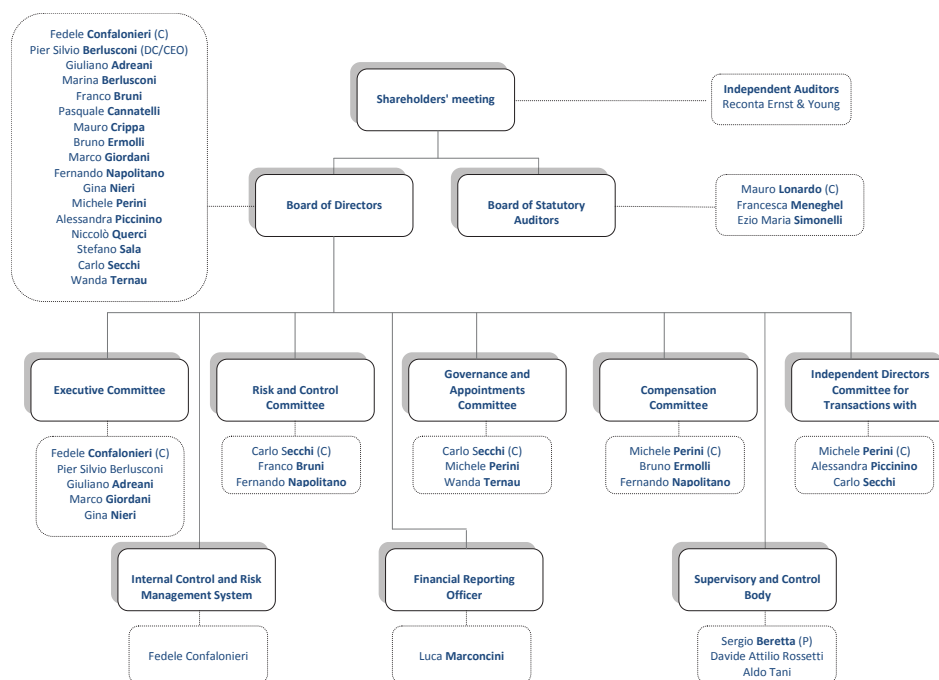 Fedele Confalonieri (C)
Pier Silvio Berlusconi (DC/CEO)
Giuliano Adreani
Marina Berlusconi
Franco Bruni
Pasquale Cannatelli
Mauro Crippa
Bruno Ermolli
Marco Giordani
Fernando Napolitano
Gina Nieri
Michele Perini
Alessandra Piccinino
Niccolò Querci
Stefano Sala
Carlo Secchi
Wanda Ternau
Shareholders' meeting
Independent Auditors
Reconta Ernst & Young
Board of Directors
Board of Statutory
Auditors
Mauro Lonardo (C)
Francesca Meneghel
Ezio Maria Simonelli
Executive Committee
Risk and Control
Committee
Governance and
Appointments
Committee
Compensation
Committee
Independent Directors
Committee for
Transactions with
Fedele Confalonieri (C)
Pier Silvio Berlusconi
Giuliano Adreani
Marco Giordani
Gina Nieri
Carlo Secchi (C)
Franco Bruni
Fernando Napolitano
Carlo Secchi (C)
Michele Perini
Wanda Ternau
Michele Perini (C)
Bruno Ermolli
Fernando Napolitano
Michele Perini (C)
Alessandra Piccinino
Carlo Secchi
Internal Control and Risk
Management System
Financial Reporting
Officer
Supervisory and Control
Body
Fedele Confalonieri
Luca Marconcini
Sergio Beretta (P)
Davide Attilio Rossetti
Aldo Tani